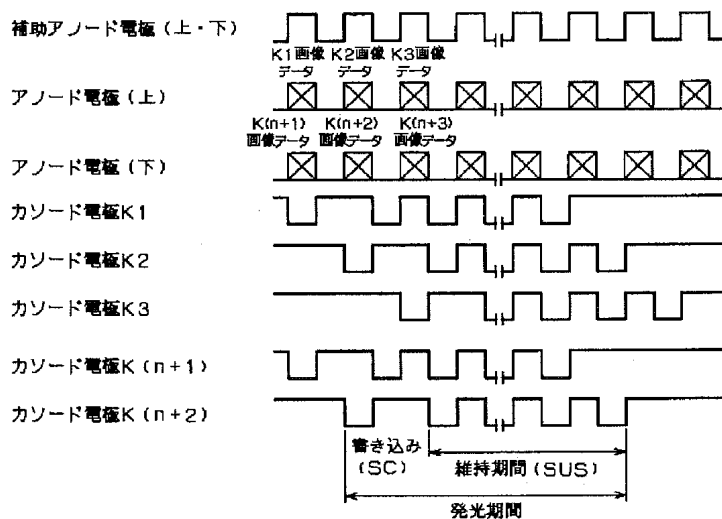 補助アノード電極(上・下)
K1画像
データ
K2画像
データ
K3画像
データ
アノード電極(上)
K(n+1)
画像データ
K(n+2)
画像データ
K(n+3)
画像データ
アノード電極(下)
カソード電極K1
カソード電極K2
カソード電極K3
カソード電極K(n+1)
カソード電極K(n+2)
書き込み
(SC)
維持期間(SUS)
発光期間